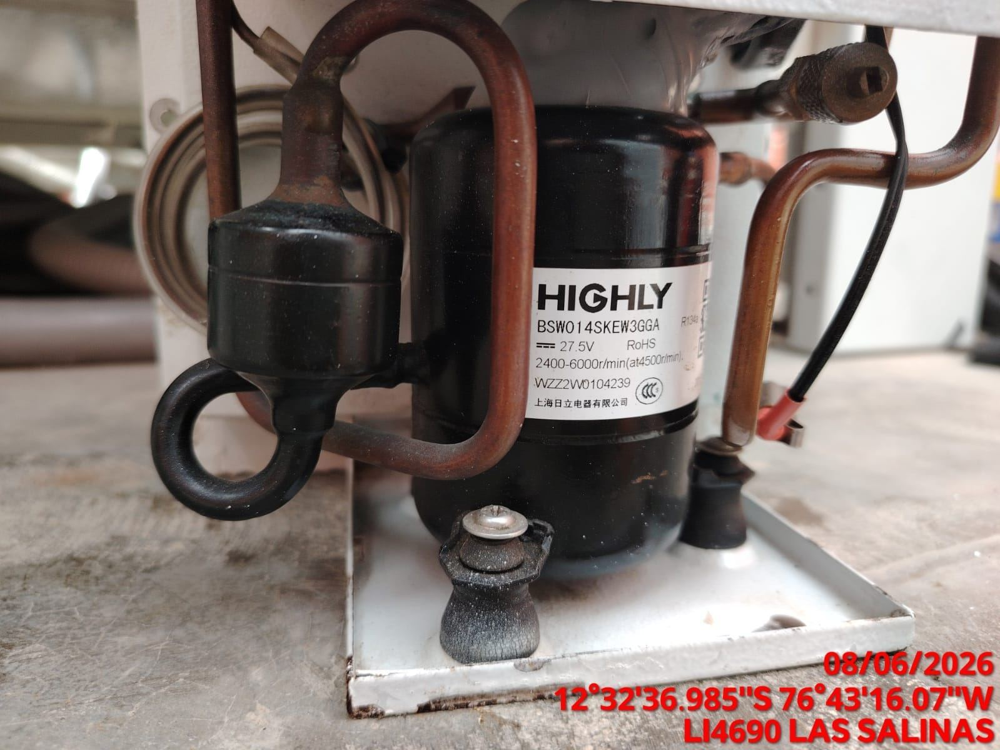 HIGHLY
BSW014SKEW3GGA
R134a
27.5V RoHS
2400-6000r/min(at4500r/min)
WZZ2W0104239
CCC S
上海日立电器有限公司
08/06/2026
12°32'36.985"S 76°43'16.07"W
LI4690 LAS SALINAS